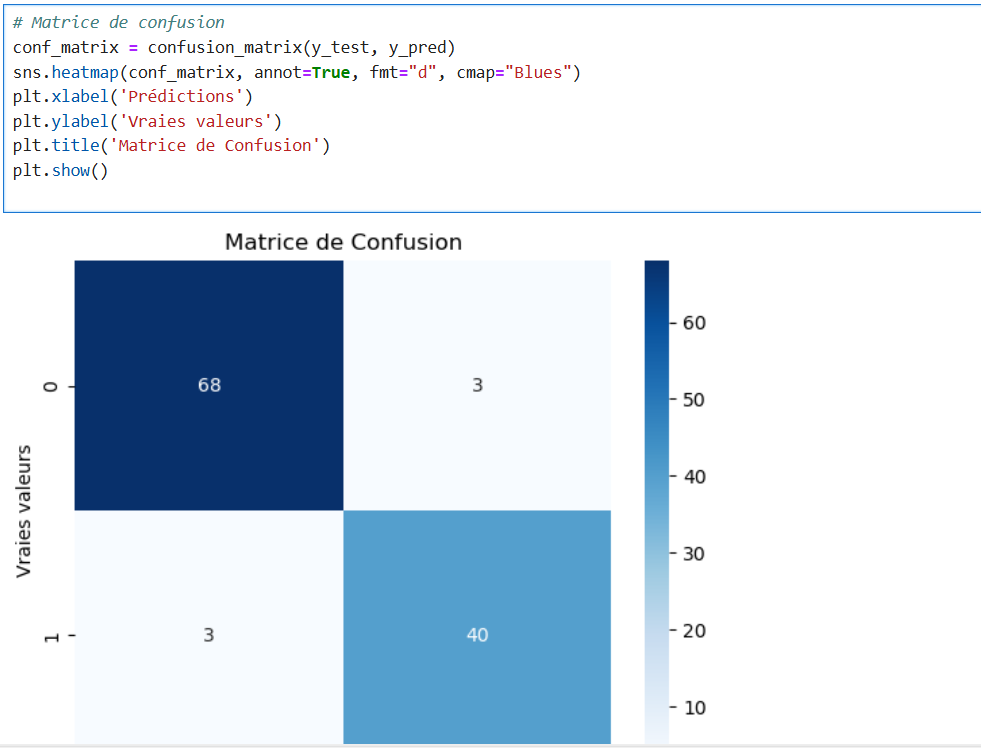 # Matrice de confusion
conf_matrix = confusion_matrix(y_test, y_pred)
sns.heatmap(conf_matrix, annot=True, fmt="d", cmap="Blues")
plt.xlabel('Prédictions')
plt.ylabel('Vraies valeurs')
plt.title('Matrice de Confusion')
plt.show()
Matrice de Confusion
Vraies valeurs
0
68
3
1
3
40
60
50
40
30
20
10